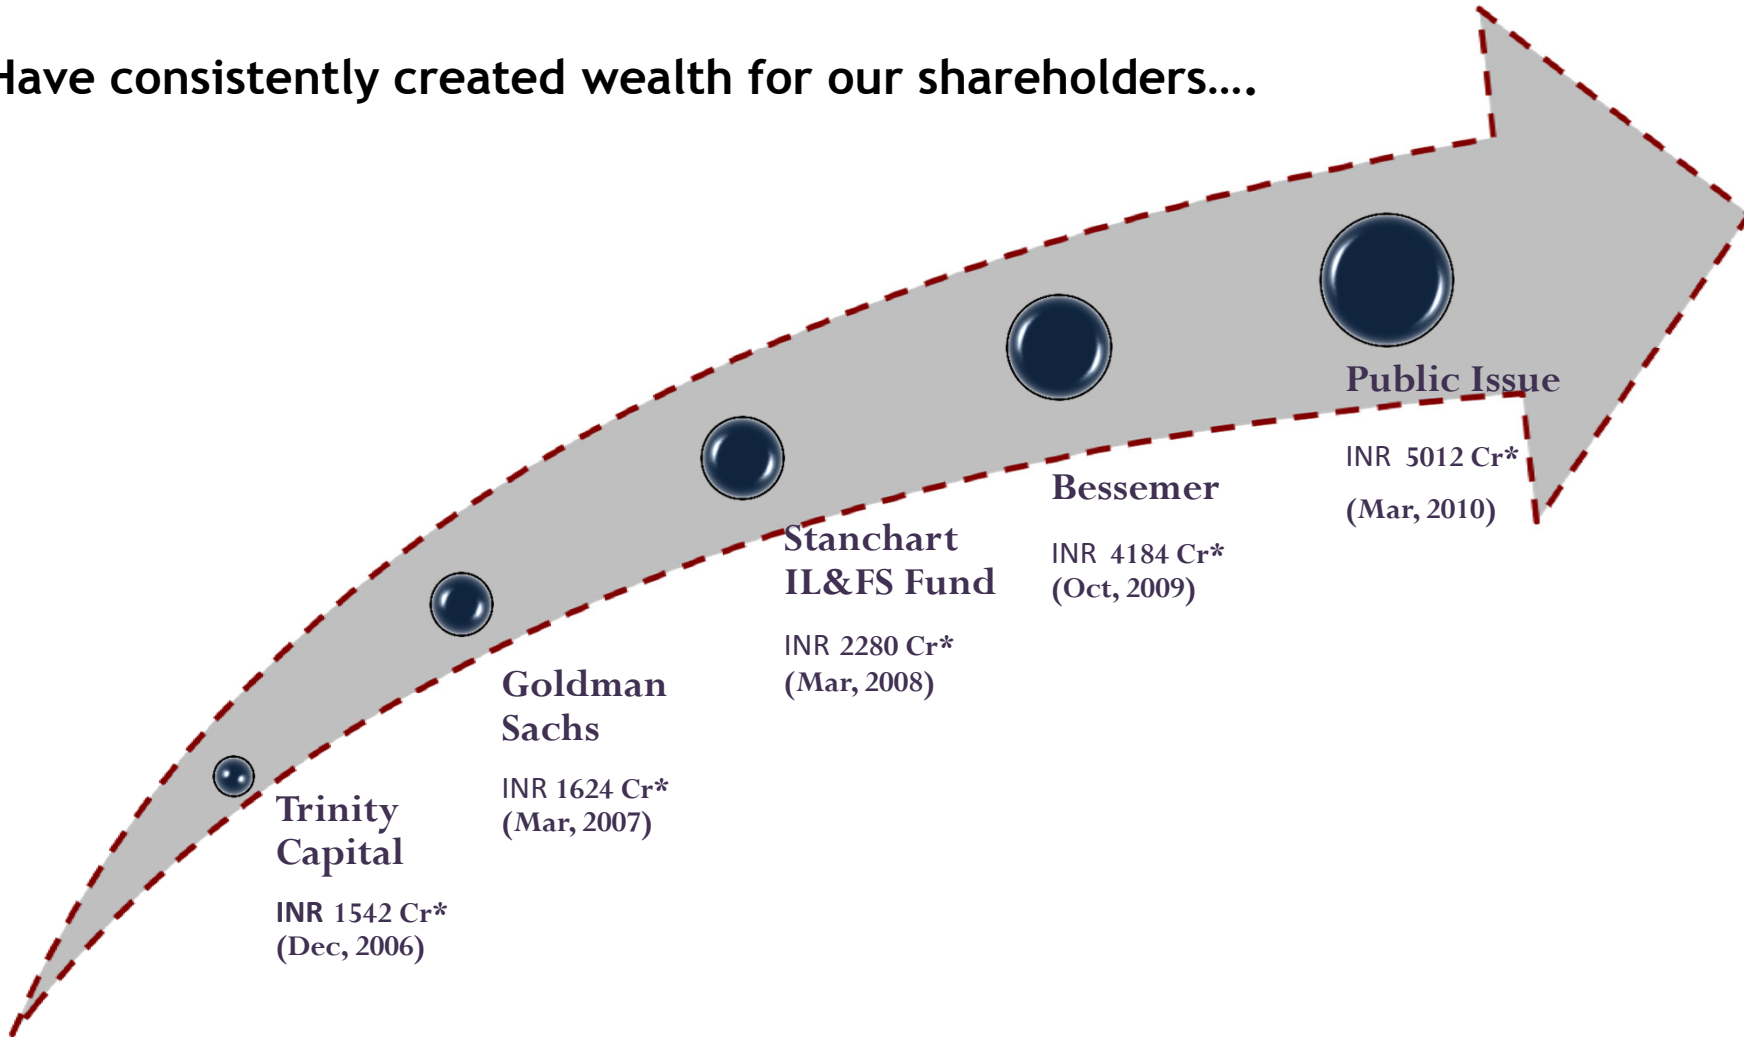 Have consistently created wealth for our shareholders….
Public Issue
INR 5012 Cr*
(Mar, 2010)
Bessemer
INR 4184 Cr*
(Oct, 2009)
Stanchart
IL&FS Fund
INR 2280 Cr*
(Mar, 2008)
Goldman
Sachs
INR 1624 Cr*
(Mar, 2007)
Trinity
Capital
INR 1542 Cr*
(Dec, 2006)